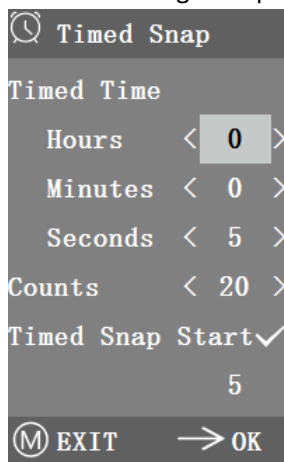 Timed Snap
Timed Time
Hours < 0 >
Minutes < 0 >
Seconds < 5 >
Counts < 20 >
Timed Snap Start✓
5
M EXIT → OK